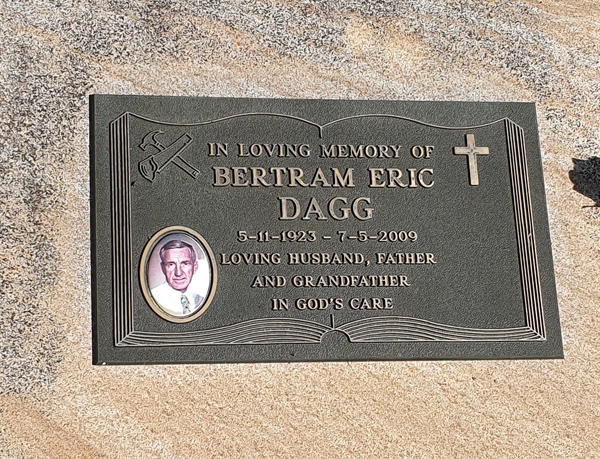 IN LOVING MEMORY OF
BERTRAM ERIC
DAGG
5-11-1923 - 7-5-2009
LOVING HUSBAND, FATHER
AND GRANDFATHER
IN GOD'S CARE